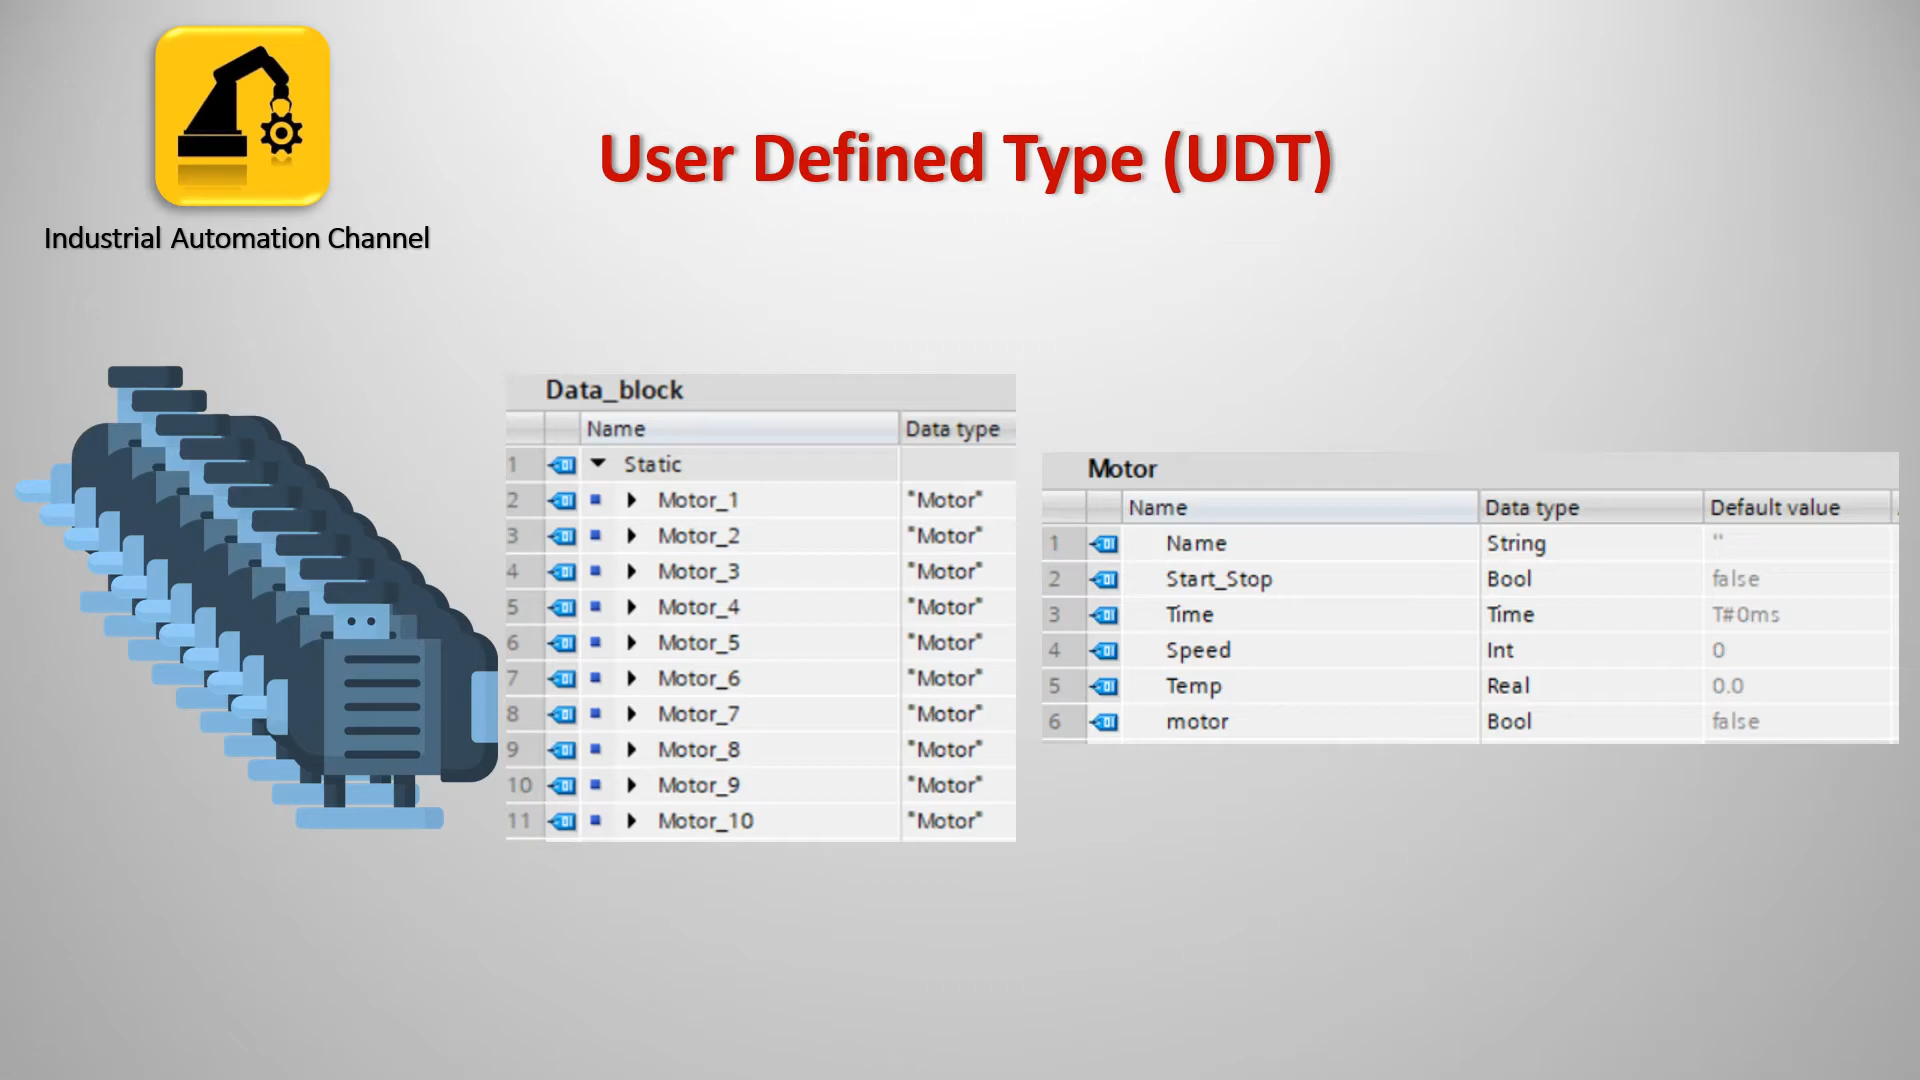 Industrial Automation Channel
User Defined Type (UDT)
Data_block
Name Data type
1 Static
2 Motor_1 "Motor"
3 Motor_2 "Motor"
4 Motor_3 "Motor"
5 Motor_4 "Motor"
6 Motor_5 "Motor"
7 Motor_6 "Motor"
8 Motor_7 "Motor"
9 Motor_8 "Motor"
10 Motor_9 "Motor"
11 Motor_10 "Motor"
Motor
Name Data type Default value
1 Name String ''
2 Start_Stop Bool false
3 Time Time T#0ms
4 Speed Int 0
5 Temp Real 0.0
6 motor Bool false